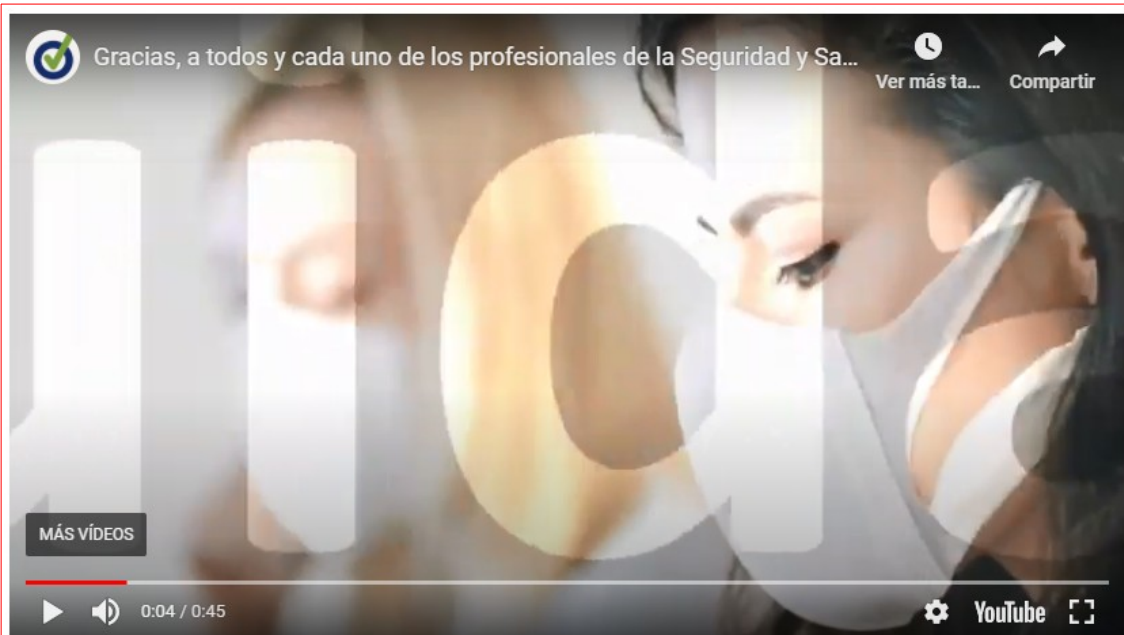 Gracias, a todos y cada uno de los profesionales de la Seguridad y Sa...
Ver más ta...
Compartir
uida
MÁS VÍDEOS
0:04 / 0:45
YouTube